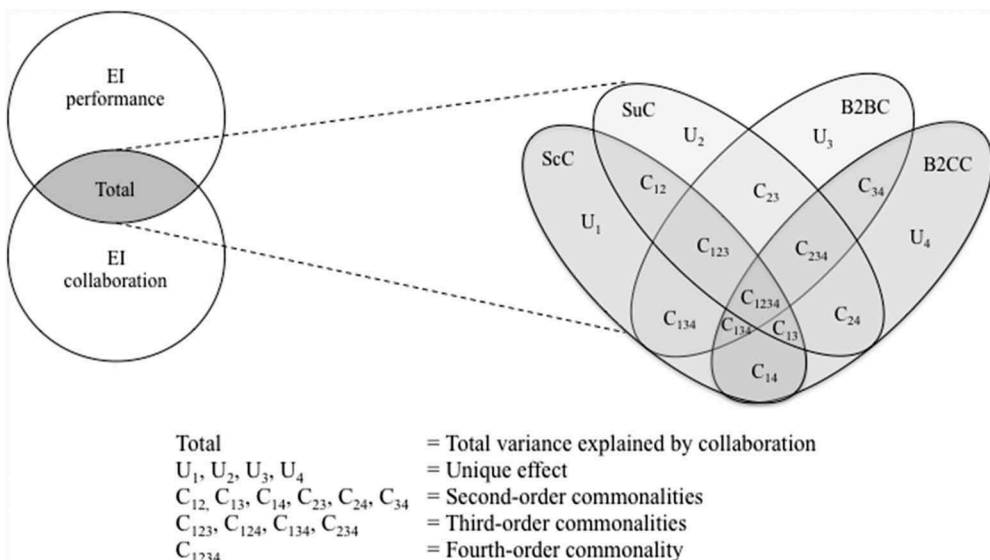 EI
performance
Total
EI
collaboration
SuC
B2BC
ScC
B2CC
U₂
U₃
C₁₂
C₂₃
C₃₄
U₁
U₄
C₁₂₃
C₂₃₄
C₁₂₃₄
C₁₃₄
C₁₃₄
C₁₃
C₂₄
C₁₄
Total = Total variance explained by collaboration
U₁, U₂, U₃, U₄ = Unique effect
C₁₂, C₁₃, C₁₄, C₂₃, C₂₄, C₃₄ = Second-order commonalities
C₁₂₃, C₁₂₄, C₁₃₄, C₂₃₄ = Third-order commonalities
C₁₂₃₄ = Fourth-order commonality